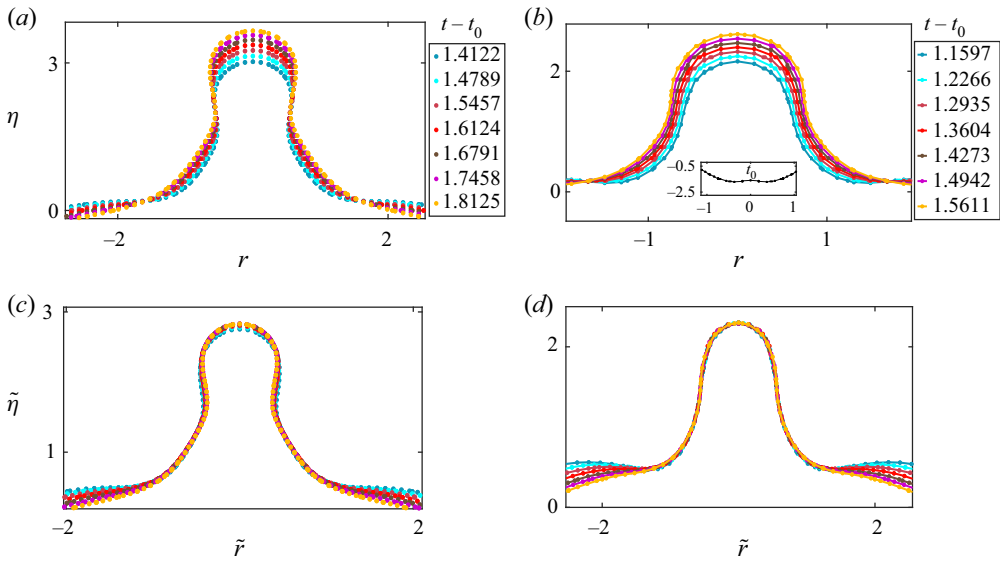 (a)
t – t0
3
η
0
–2
2
r
1.4122
1.4789
1.5457
1.6124
1.6791
1.7458
1.8125
(b)
t – t0
2
0
–1
1
r
–0.5
–2.5
t0
–1
0
1
1.1597
1.2266
1.2935
1.3604
1.4273
1.4942
1.5611
(c)
3
η̃
1
–2
2
r̃
(d)
2
0
–2
2
r̃